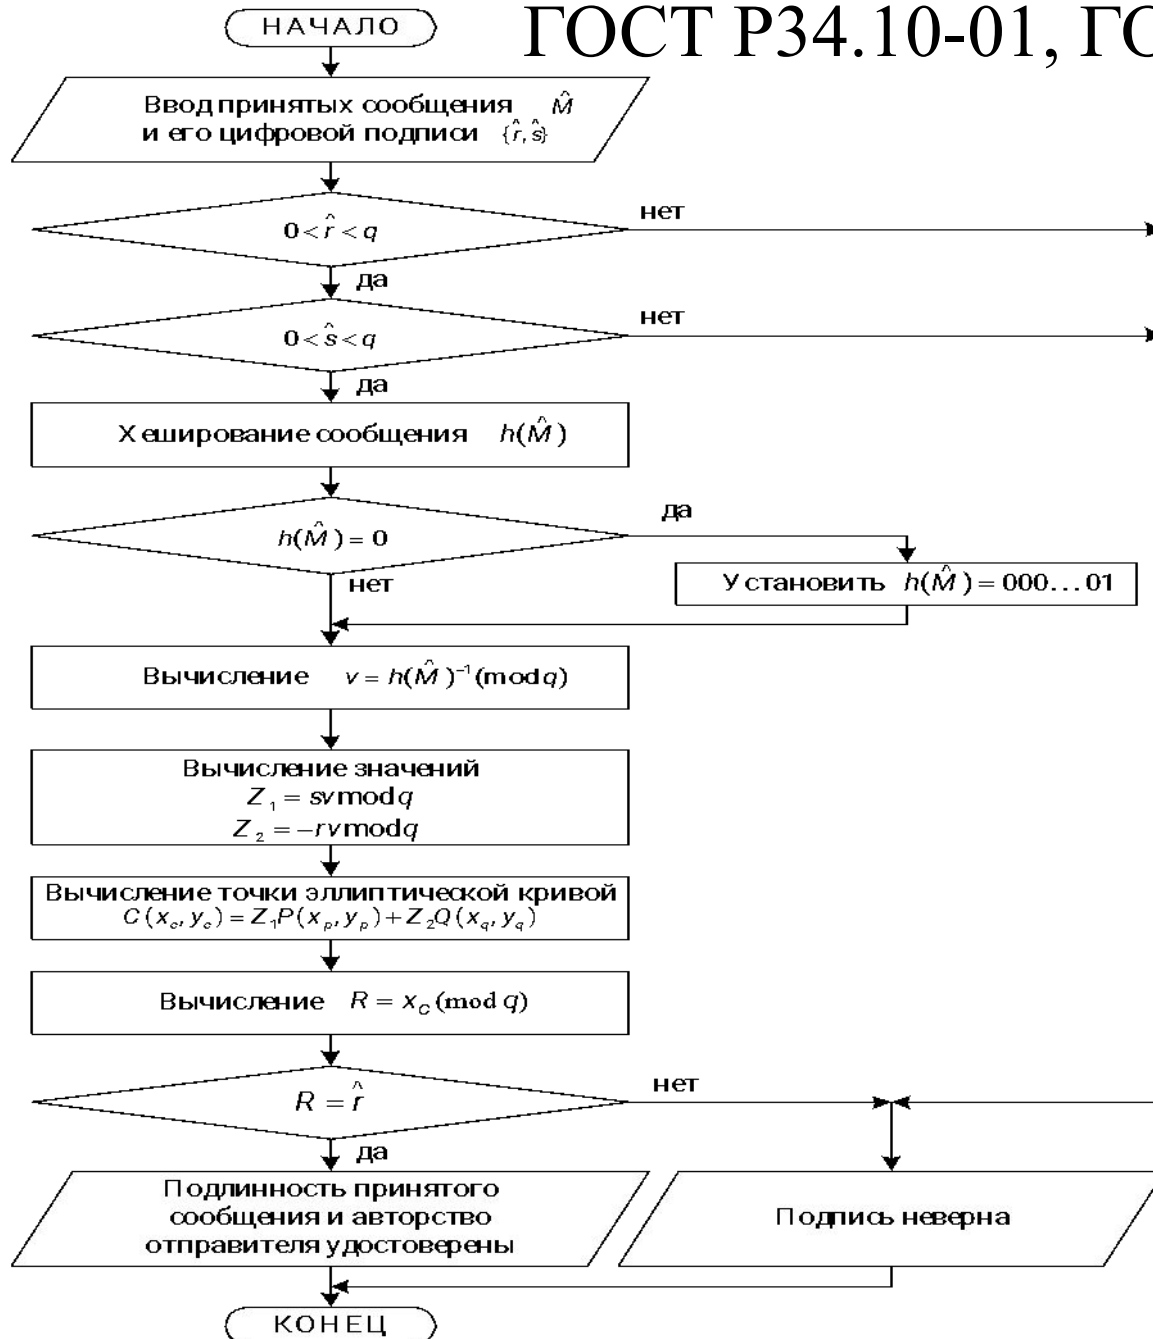 НАЧАЛО
ГОСТ Р34.10-01, ГО
Ввод принятых сообщения M̂
и его цифровой подписи {r̂, ŝ}
0 < r̂ < q
нет
да
0 < ŝ < q
нет
да
Хеширование сообщения h(M̂)
h(M̂) = 0
да
нет
Установить h(M̂) = 000...01
Вычисление v = h(M̂)⁻¹(mod q)
Вычисление значений
Z₁ = sv mod q
Z₂ = −rv mod q
Вычисление точки эллиптической кривой
C(x_c, y_c) = Z₁P(x_p, y_p) + Z₂Q(x_q, y_q)
Вычисление R = x_C (mod q)
R = r̂
нет
да
Подлинность принятого
сообщения и авторство
отправителя удостоверены
Подпись неверна
КОНЕЦ